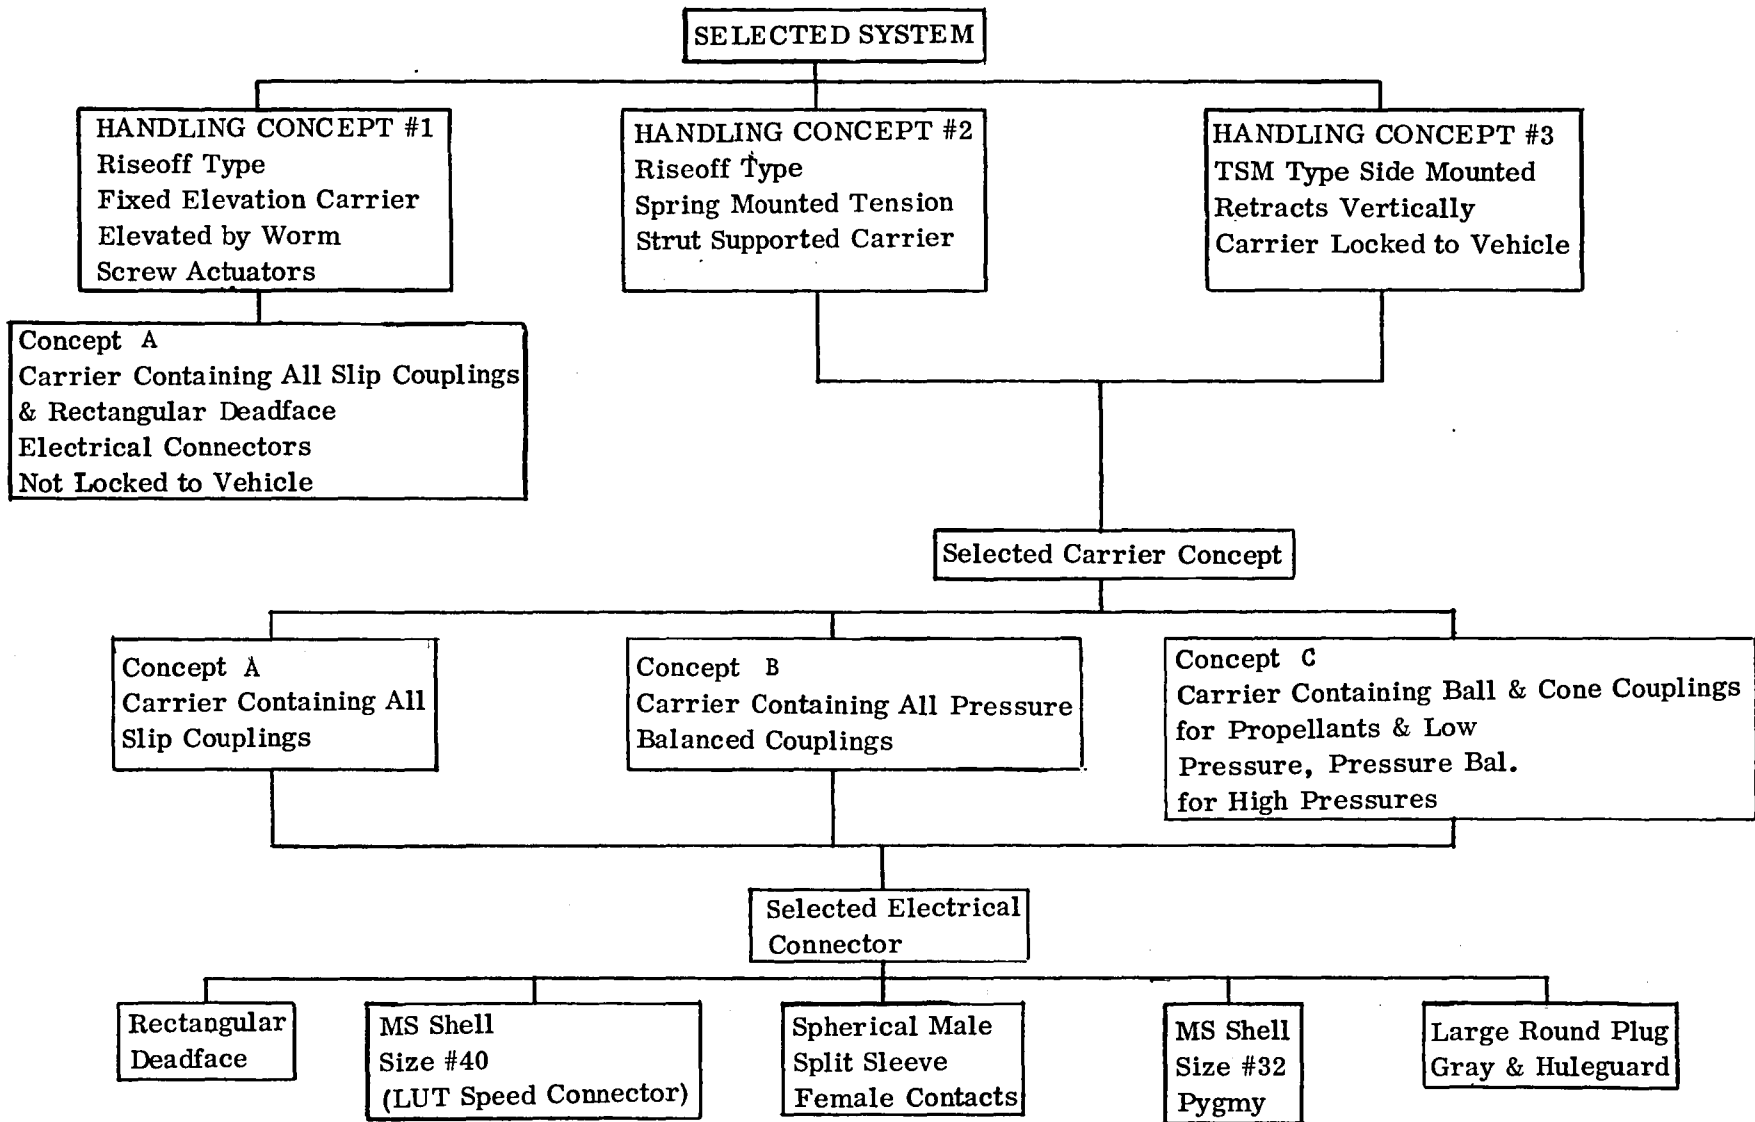 SELECTED SYSTEM
HANDLING CONCEPT #1
Riseoff Type
Fixed Elevation Carrier
Elevated by Worm
Screw Actuators
HANDLING CONCEPT #2
Riseoff Type
Spring Mounted Tension
Strut Supported Carrier
HANDLING CONCEPT #3
TSM Type Side Mounted
Retracts Vertically
Carrier Locked to Vehicle
Concept A
Carrier Containing All Slip Couplings
& Rectangular Deadface
Electrical Connectors
Not Locked to Vehicle
Selected Carrier Concept
Concept A
Carrier Containing All
Slip Couplings
Concept B
Carrier Containing All Pressure
Balanced Couplings
Concept C
Carrier Containing Ball & Cone Couplings
for Propellants & Low
Pressure, Pressure Bal.
for High Pressures
Selected Electrical
Connector
Rectangular
Deadface
MS Shell
Size #40
(LUT Speed Connector)
Spherical Male
Split Sleeve
Female Contacts
MS Shell
Size #32
Pygmy
Large Round Plug
Gray & Huleguard